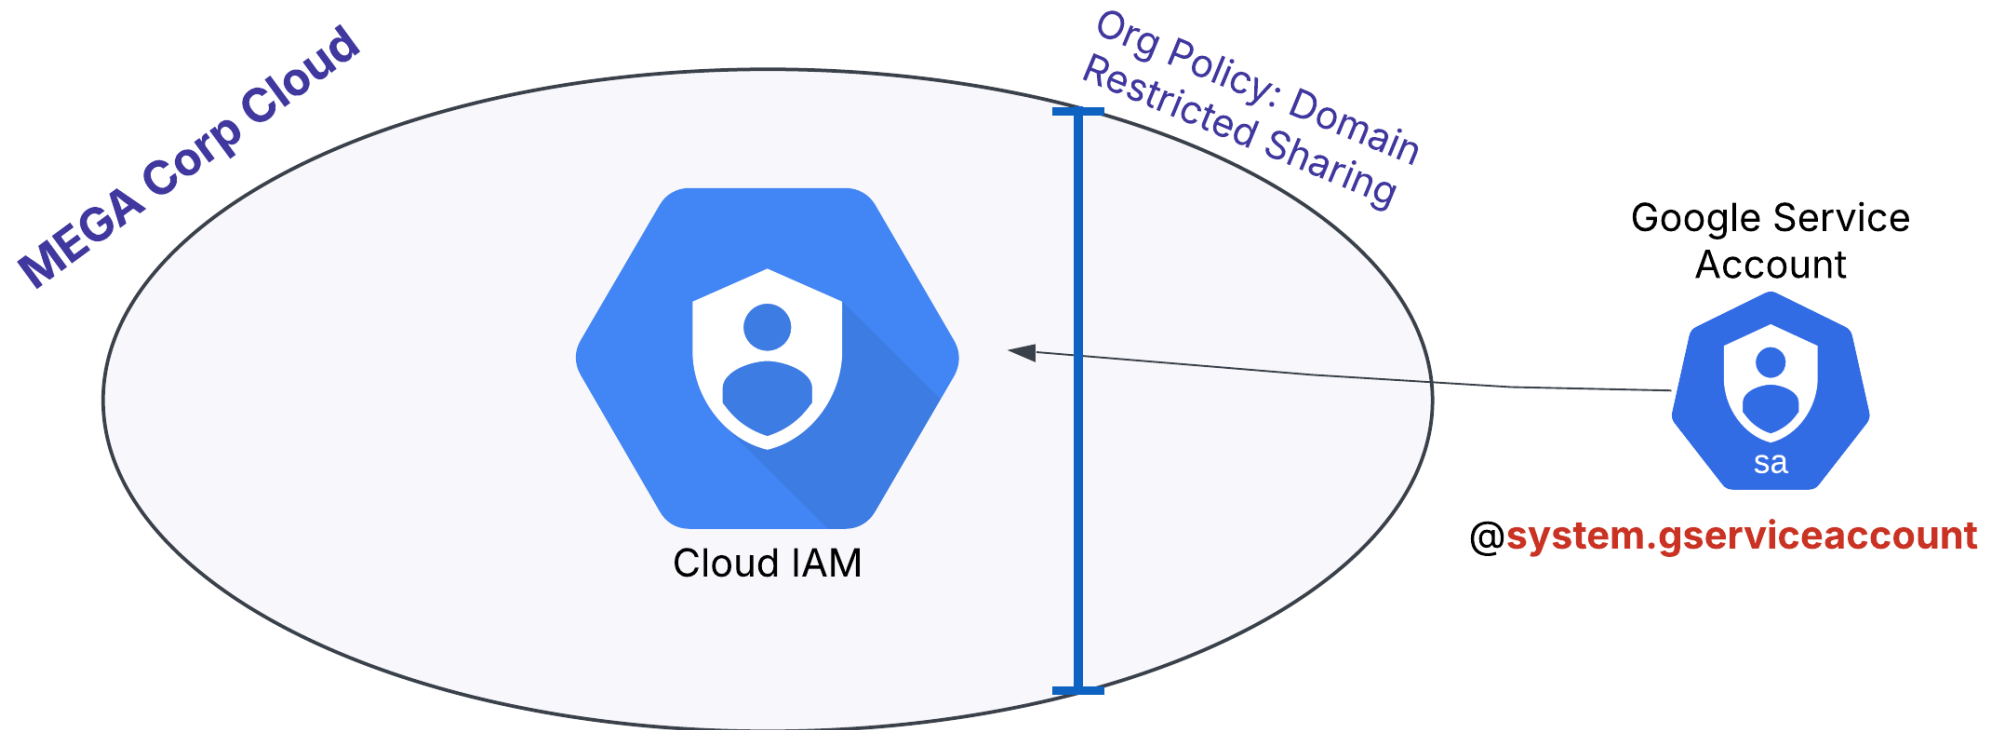 MEGA Corp Cloud
Org Policy: Domain
Restricted Sharing
Google Service
Account
sa
@system.gserviceaccount
Cloud IAM